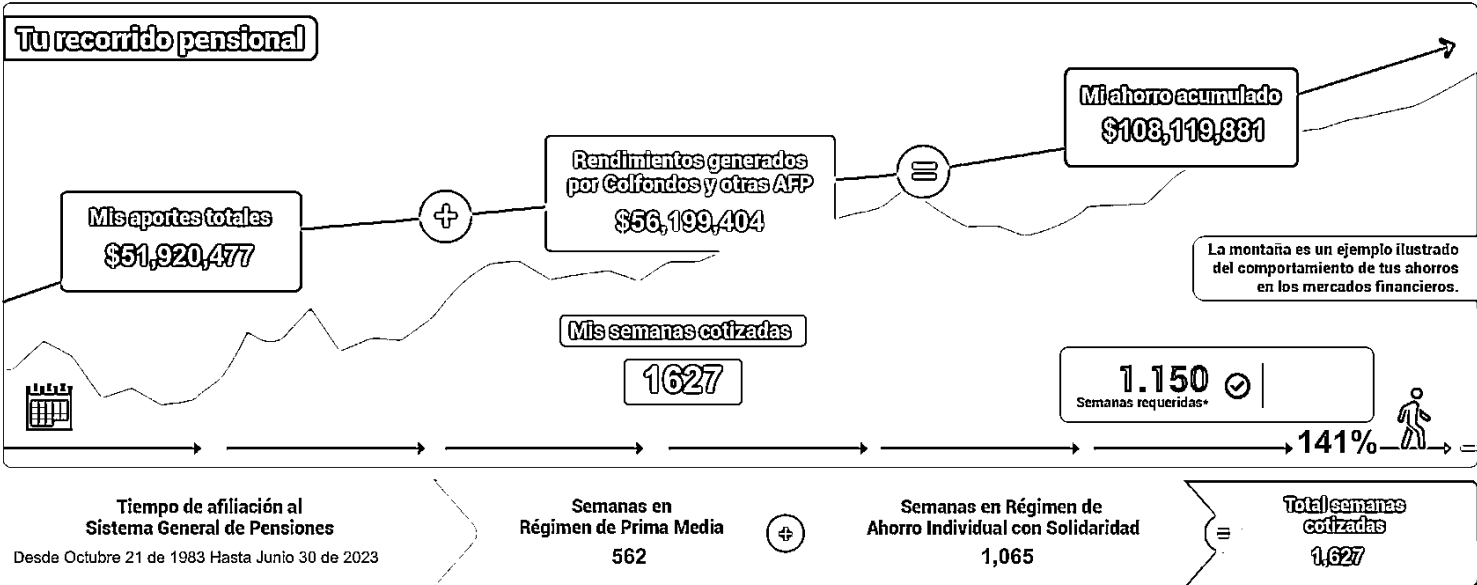 Tu recorrido pensional
Mi ahorro acumulado
$108,119,881
Rendimientos generados
por Colfondos y otras AFP
$56,199,404
Mis aportes totales
$51,920,477
La montaña es un ejemplo ilustrado
del comportamiento de tus ahorros
en los mercados financieros.
Mis semanas cotizadas
1627
1.150
Semanas requeridas*
141%
Tiempo de afiliación al
Sistema General de Pensiones
Desde Octubre 21 de 1983 Hasta Junio 30 de 2023
Semanas en
Régimen de Prima Media
562
Semanas en Régimen de
Ahorro Individual con Solidaridad
1,065
Total semanas
cotizadas
1,627